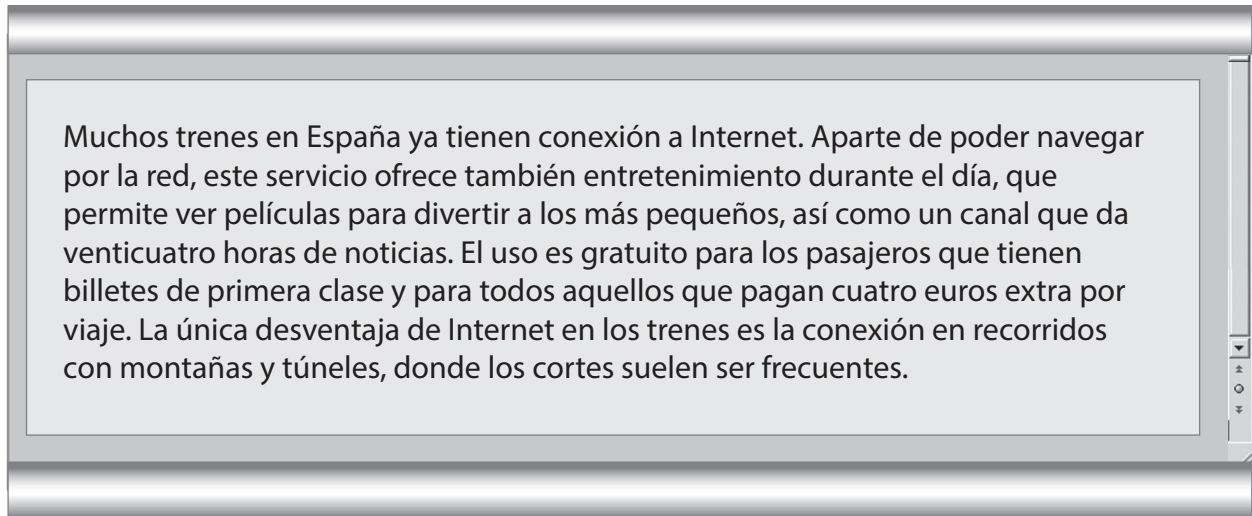 Muchos trenes en España ya tienen conexión a Internet. Aparte de poder navegar
por la red, este servicio ofrece también entretenimiento durante el día, que
permite ver películas para divertir a los más pequeños, así como un canal que da
venticuatro horas de noticias. El uso es gratuito para los pasajeros que tienen
billetes de primera clase y para todos aquellos que pagan cuatro euros extra por
viaje. La única desventaja de Internet en los trenes es la conexión en recorridos
con montañas y túneles, donde los cortes suelen ser frecuentes.